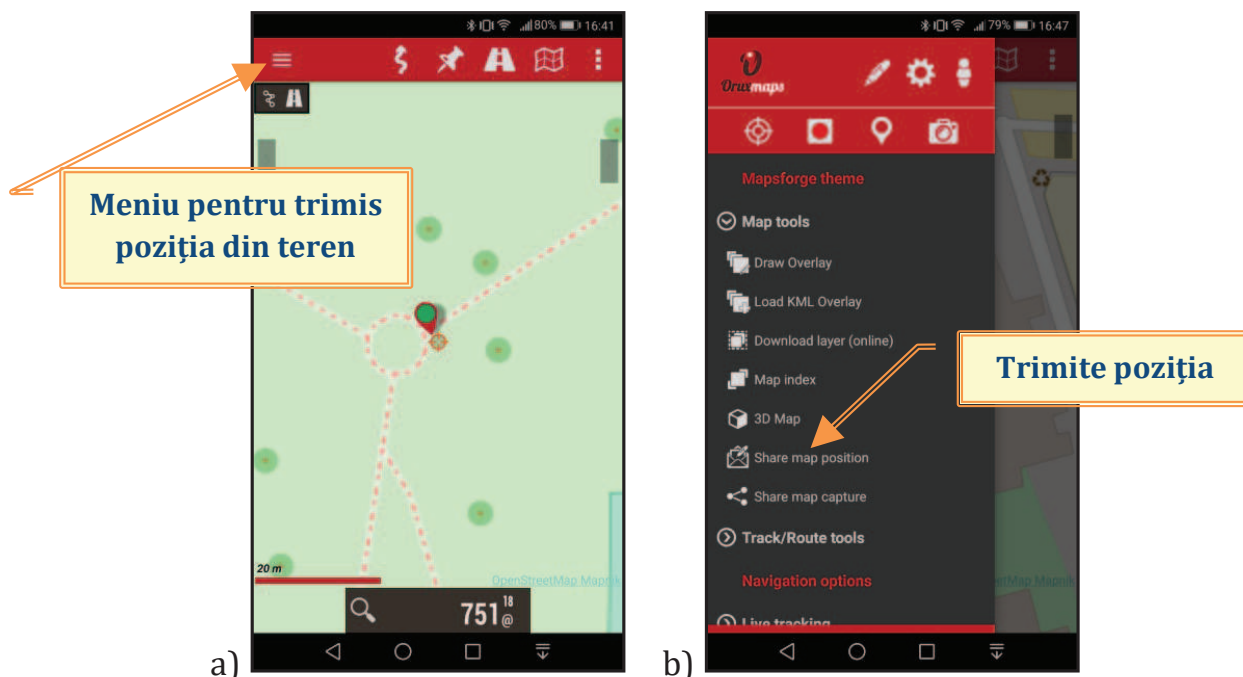 80% 16:41
Meniu pentru trimis
poziția din teren
20 m
OpenStreetMap Mapnik
751 18 @
a)
79% 16:47
Oruxmaps
Mapsforge theme
Map tools
Draw Overlay
Load KML Overlay
Download layer (online)
Map index
3D Map
Share map position
Share map capture
Track/Route tools
Navigation options
Live tracking
Trimite poziția
b)